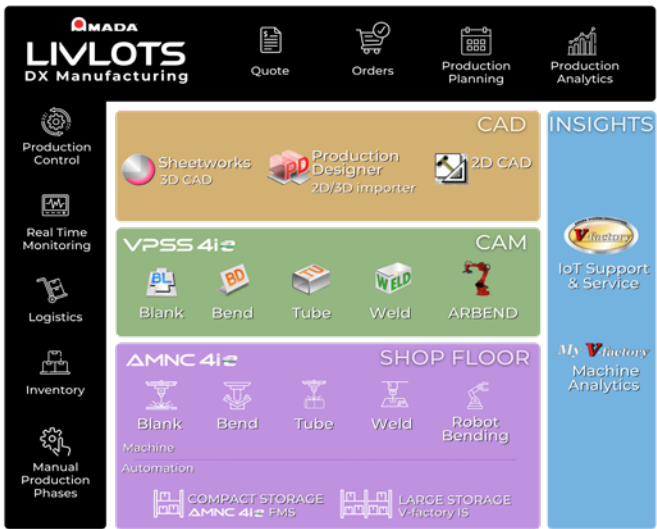 AMADA
LIVLOTS
DX Manufacturing
Quote
Orders
Production
Planning
Production
Analytics
Production
Control
Real Time
Monitoring
Logistics
Inventory
Manual
Production
Phases
CAD
Sheetworks
3D CAD
PD
Production
Designer
2D/3D importer
2D CAD
VPSS 4ie
CAM
BL
Blank
BD
Bend
TU
Tube
WELD
Weld
ARBEND
AMNC 4ie
SHOP FLOOR
Blank
Bend
Tube
Weld
Robot
Bending
Machine
Automation
COMPACT STORAGE
AMNC 4ie FMS
LARGE STORAGE
V-factory IS
INSIGHTS
V-factory
IoT Support
& Service
My V-factory
Machine
Analytics